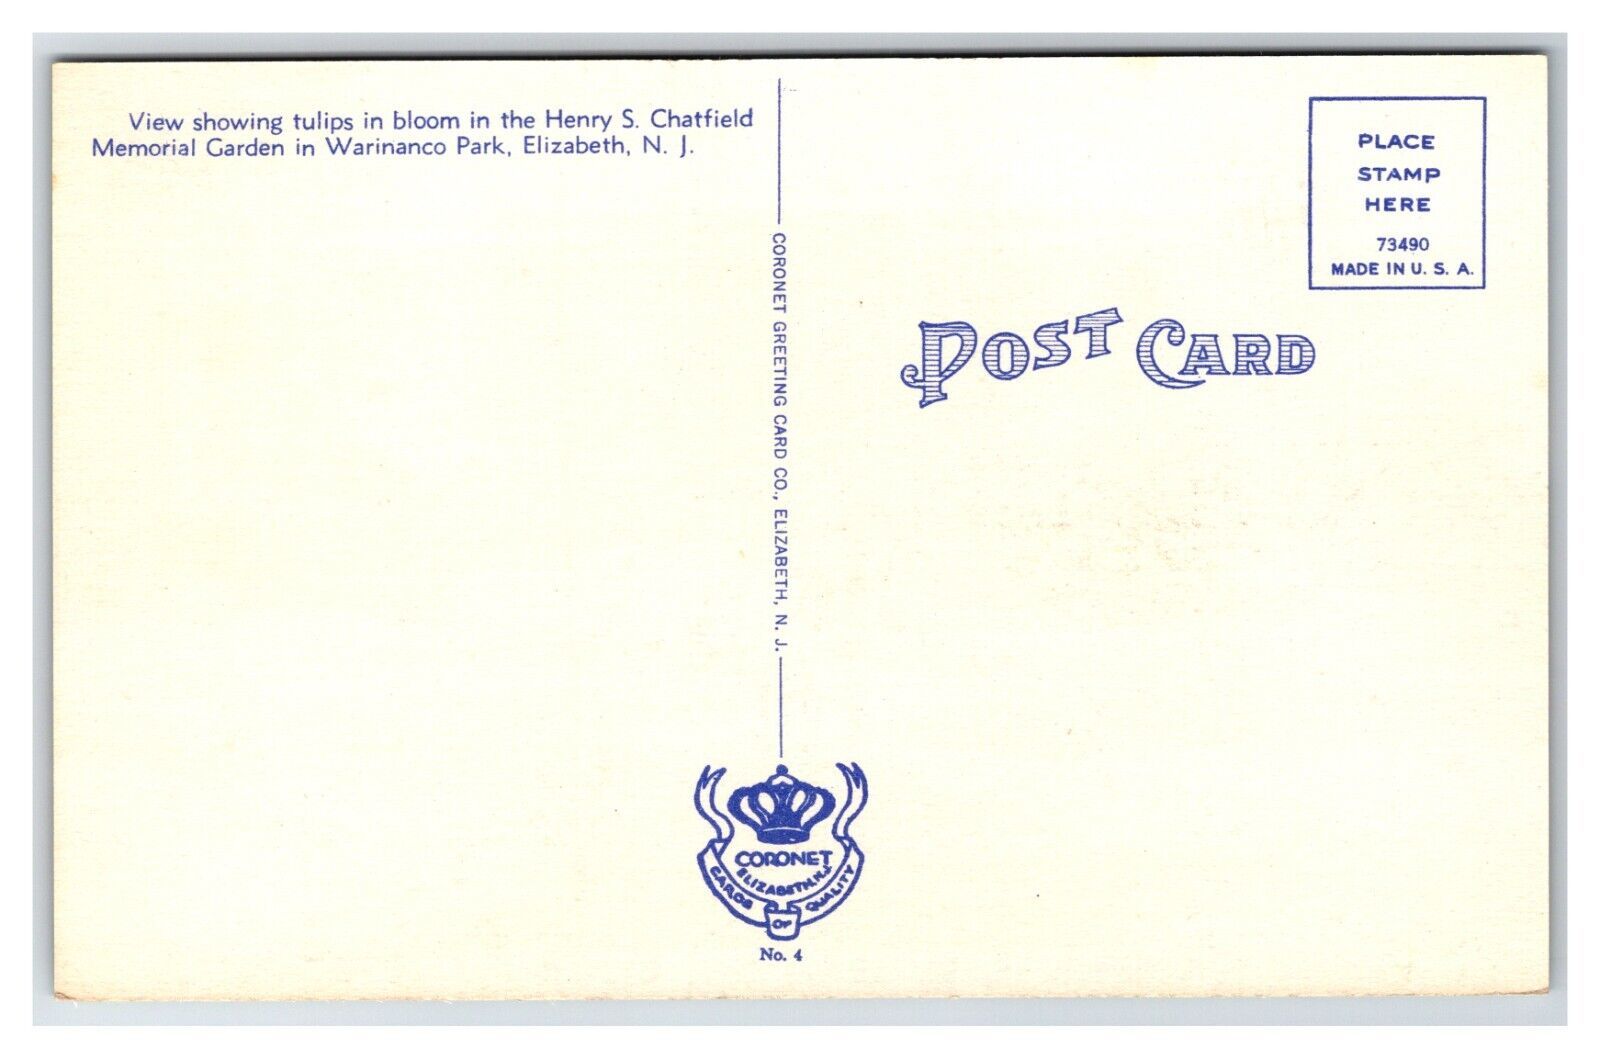 View showing tulips in bloom in the Henry S. Chatfield
Memorial Garden in Warinanco Park, Elizabeth, N. J.
CORONET GREETING CARD CO., ELIZABETH, N. J.
PLACE
STAMP
HERE
73490
MADE IN U. S. A.
POST CARD
CORONET
ELIZABETH, N.J.
CARDS OF QUALITY
No. 4